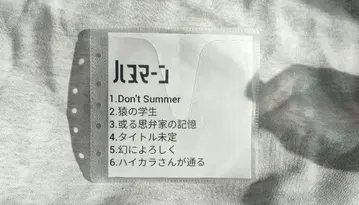 ハヌマーン
1.Don't Summer
2.猿の学生
3.或る思弁家の記憶
4.タイトル未定
5.幻によろしく
6.ハイカラさんが通る